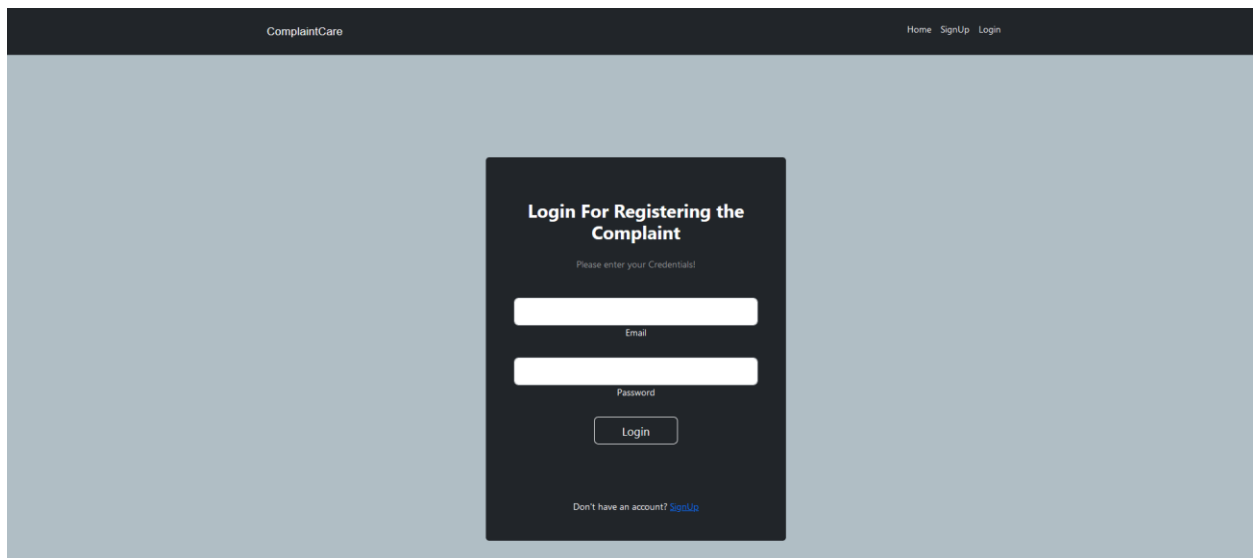 ComplaintCare
Home SignUp Login
Login For Registering the
Complaint
Please enter your Credentials!
Email
Password
Login
Don't have an account? SignUp